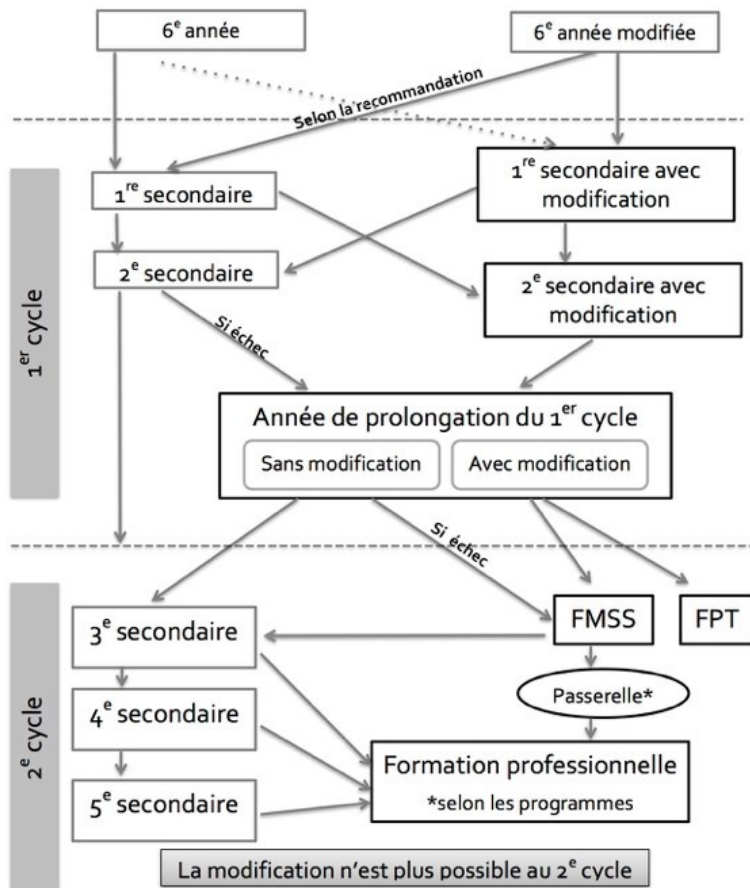 6e année
6e année modifiée
Selon la recommandation
1er cycle
1re secondaire
1re secondaire avec
modification
2e secondaire
2e secondaire avec
modification
Si échec
Année de prolongation du 1er cycle
Sans modification
Avec modification
Si échec
2e cycle
3e secondaire
FMSS
FPT
4e secondaire
Passerelle*
5e secondaire
Formation professionnelle
*selon les programmes
La modification n'est plus possible au 2e cycle